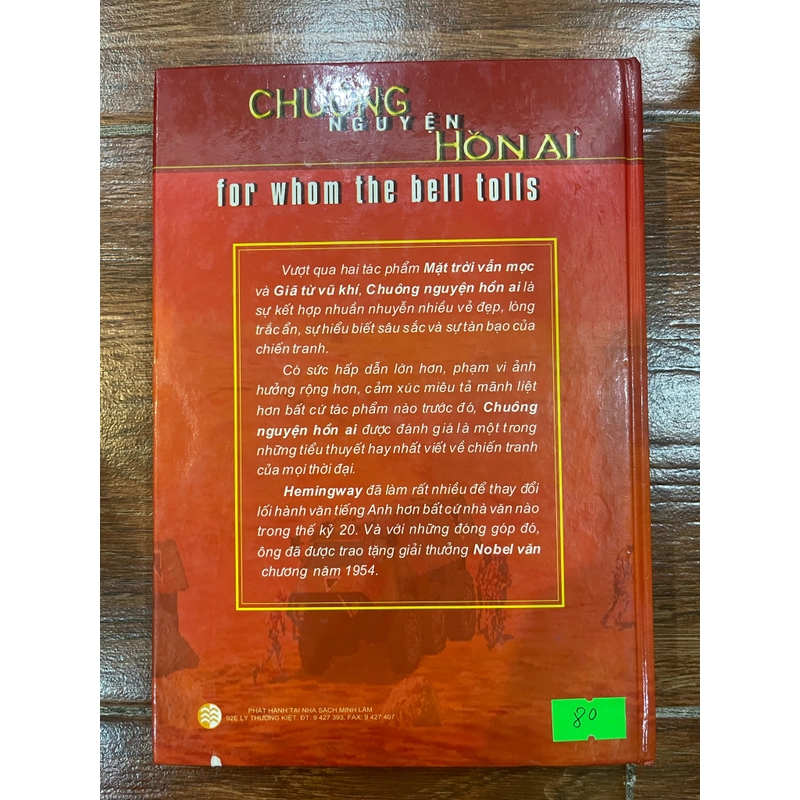 CHUÔNG
NGUYỆN
HỒN AI
for whom the bell tolls
Vượt qua hai tác phẩm Mặt trời vẫn mọc
và Giã từ vũ khí, Chuông nguyện hồn ai là
sự kết hợp nhuần nhuyễn nhiều vẻ đẹp, lòng
trắc ẩn, sự hiểu biết sâu sắc và sự tàn bạo của
chiến tranh.
Có sức hấp dẫn lớn hơn, phạm vi ảnh
hưởng rộng hơn, cảm xúc miêu tả mãnh liệt
hơn bất cứ tác phẩm nào trước đó, Chuông
nguyện hồn ai được đánh giá là một trong
những tiểu thuyết hay nhất viết về chiến tranh
của mọi thời đại.
Hemingway đã làm rất nhiều để thay đổi
lối hành văn tiếng Anh hơn bất cứ nhà văn nào
trong thế kỷ 20. Và với những đóng góp đó,
ông đã được trao tặng giải thưởng Nobel văn
chương năm 1954.
PHÁT HÀNH TẠI NHÀ SÁCH MINH LÂM
92E LÝ THƯỜNG KIỆT. ĐT: 9 427 393, FAX: 9 427 407
80